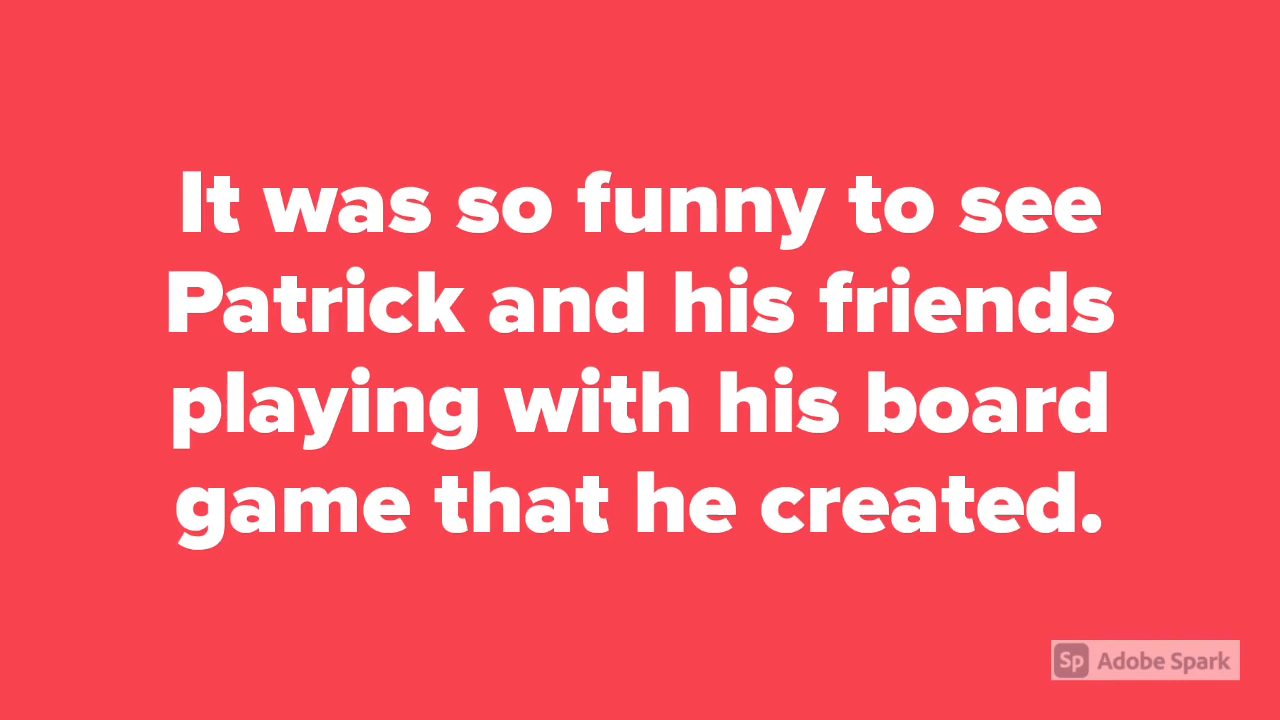 It was so funny to see
Patrick and his friends
playing with his board
game that he created.
Sp Adobe Spark